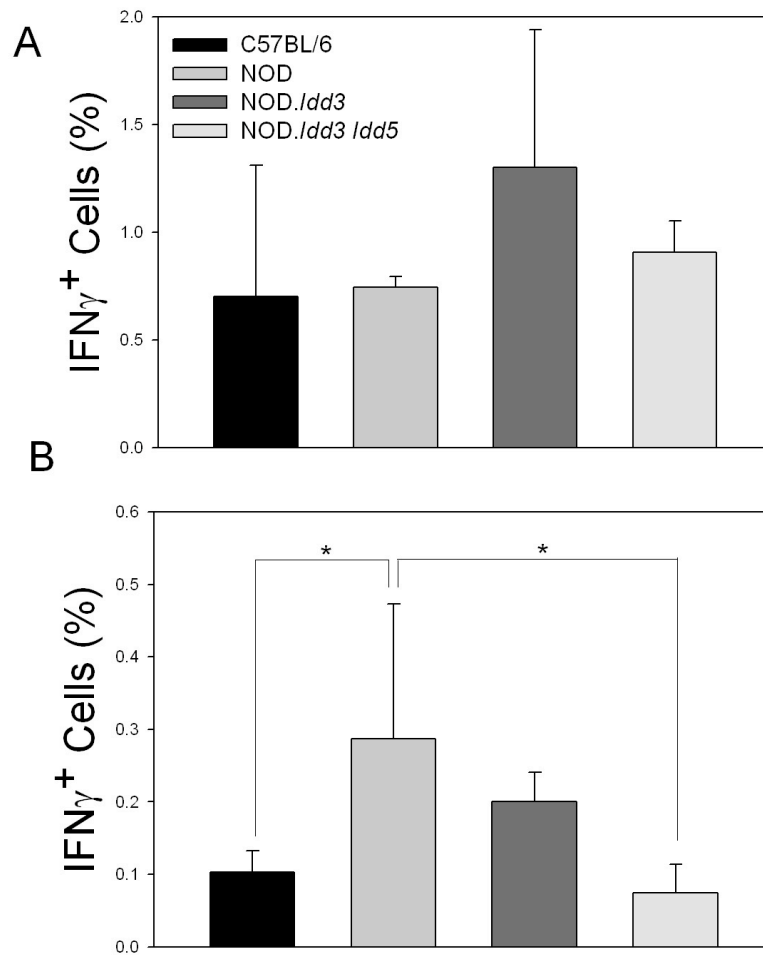 A
2.0
C57BL/6
NOD
NOD.Idd3
NOD.Idd3 Idd5
1.5
1.0
0.5
0.0
IFNγ+ Cells (%)
B
0.6
0.5
0.4
0.3
0.2
0.1
0.0
* *
IFNγ+ Cells (%)